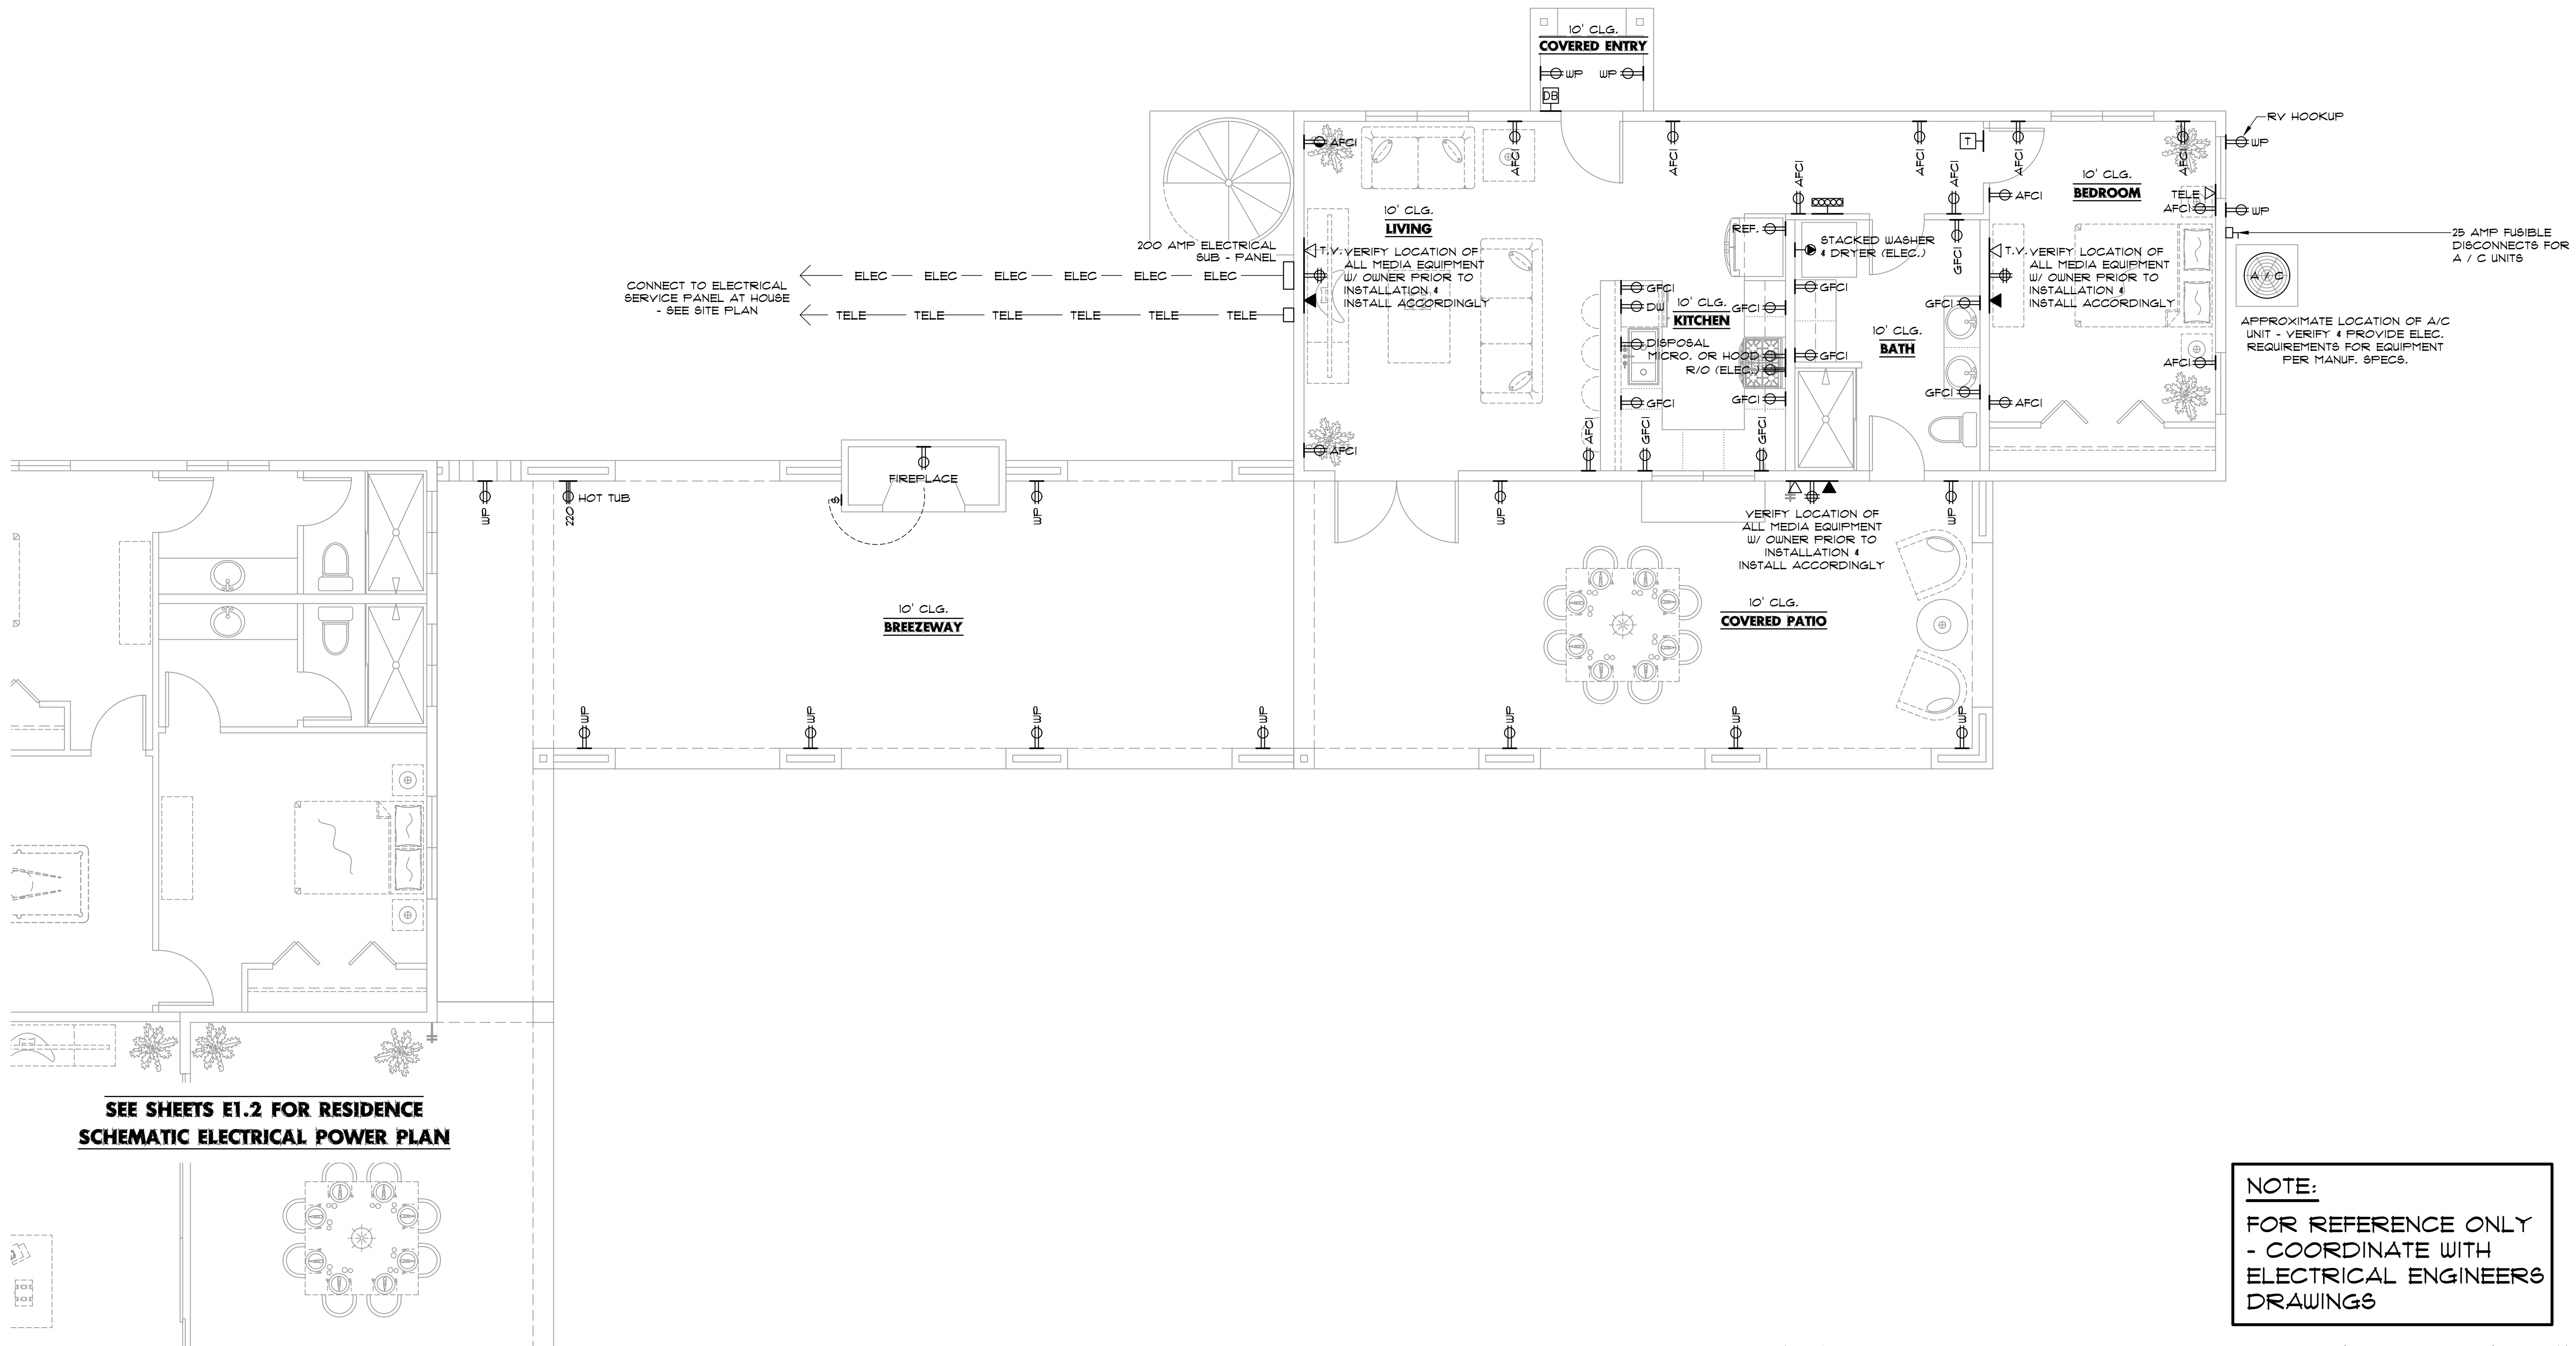 10' CLG.
COVERED ENTRY
WP
WP
DB
RV HOOKUP
WP
AFCI
AFCI
AFCI
AFCI
AFCI
AFCI
T
AFCI
AFCI
10' CLG.
BEDROOM
AFCI
TELE
AFCI
WP
10' CLG.
LIVING
REF.
STACKED WASHER
& DRYER (ELEC.)
GFCI
25 AMP FUSIBLE
DISCONNECTS FOR
A / C UNITS
200 AMP ELECTRICAL
SUB - PANEL
T.V.
VERIFY LOCATION OF
ALL MEDIA EQUIPMENT
W/ OWNER PRIOR TO
INSTALLATION &
INSTALL ACCORDINGLY
T.V.
VERIFY LOCATION OF
ALL MEDIA EQUIPMENT
W/ OWNER PRIOR TO
INSTALLATION &
INSTALL ACCORDINGLY
A / C
ELEC ELEC ELEC ELEC ELEC ELEC
CONNECT TO ELECTRICAL
SERVICE PANEL AT HOUSE
- SEE SITE PLAN
TELE TELE TELE TELE TELE TELE
GFCI
DW
10' CLG.
KITCHEN
GFCI
GFCI
GFCI
10' CLG.
BATH
DISPOSAL
MICRO. OR HOOD
GFCI
R/O (ELEC.)
APPROXIMATE LOCATION OF A/C
UNIT - VERIFY & PROVIDE ELEC.
REQUIREMENTS FOR EQUIPMENT
PER MANUF. SPECS.
AFCI
GFCI
GFCI
GFCI
AFCI
AFCI
AFCI
GFCI
GFCI
FIREPLACE
S
WP
220
HOT TUB
WP
WP
WP
VERIFY LOCATION OF
ALL MEDIA EQUIPMENT
W/ OWNER PRIOR TO
INSTALLATION &
INSTALL ACCORDINGLY
10' CLG.
BREEZEWAY
10' CLG.
COVERED PATIO
WP
WP
WP
WP
WP
WP
WP
SEE SHEETS E1.2 FOR RESIDENCE
SCHEMATIC ELECTRICAL POWER PLAN
NOTE:
FOR REFERENCE ONLY
- COORDINATE WITH
ELECTRICAL ENGINEERS
DRAWINGS